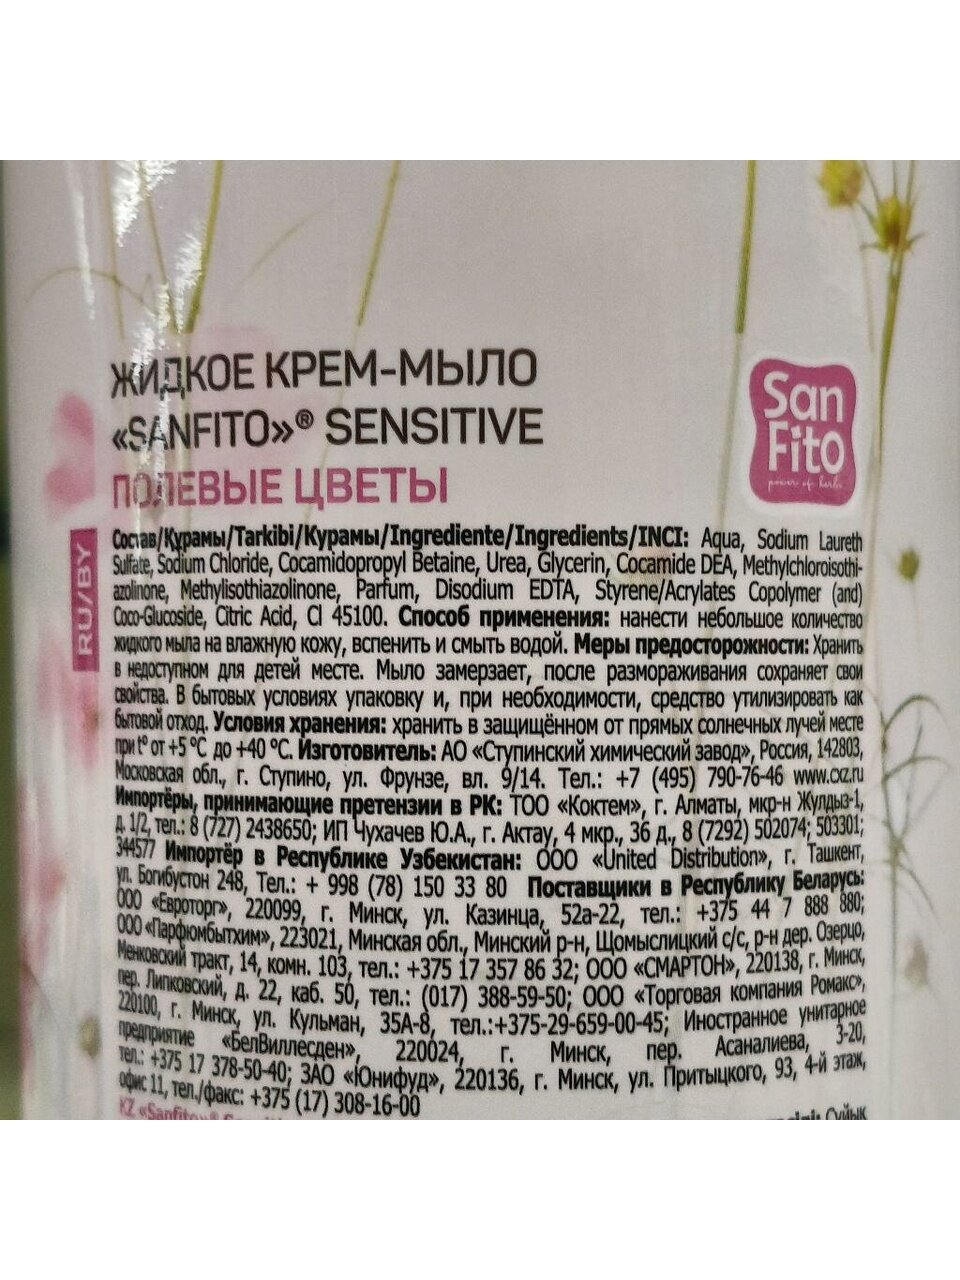 ЖИДКОЕ КРЕМ-МЫЛО
«SANFITO»® SENSITIVE
ПОЛЕВЫЕ ЦВЕТЫ
San
Fito
power of herbs
RU/BY
Состав/Құрамы/Tarkibi/Курамы/Ingrediente/Ingredients/INCI: Aqua, Sodium Laureth
Sulfate, Sodium Chloride, Cocamidopropyl Betaine, Urea, Glycerin, Cocamide DEA, Methylchloroisothi-
azolinone, Methylisothiazolinone, Parfum, Disodium EDTA, Styrene/Acrylates Copolymer (and)
Coco-Glucoside, Citric Acid, CI 45100. Способ применения: нанести небольшое количество
жидкого мыла на влажную кожу, вспенить и смыть водой. Меры предосторожности: Хранить
в недоступном для детей месте. Мыло замерзает, после размораживания сохраняет свои
свойства. В бытовых условиях упаковку и, при необходимости, средство утилизировать как
бытовой отход. Условия хранения: хранить в защищённом от прямых солнечных лучей месте
при t° от +5 °C до +40 °C. Изготовитель: АО «Ступинский химический завод», Россия, 142803,
Московская обл., г. Ступино, ул. Фрунзе, вл. 9/14. Тел.: +7 (495) 790-76-46 www.cxz.ru
Импортёры, принимающие претензии в РК: ТОО «Коктем», г. Алматы, мкр-н Жулдыз-1,
д. 1/2, тел.: 8 (727) 2438650; ИП Чухачев Ю.А., г. Актау, 4 мкр., 36 д., 8 (7292) 502074; 503301;
344577 Импортёр в Республике Узбекистан: ООО «United Distribution», г. Ташкент,
ул. Богибустон 248, Тел.: + 998 (78) 150 33 80 Поставщики в Республику Беларусь:
ООО «Евроторг», 220099, г. Минск, ул. Казинца, 52а-22, тел.: +375 44 7 888 880;
ООО «Парфюмбытхим», 223021, Минская обл., Минский р-н, Щомыслицкий с/с, р-н дер. Озерцо,
Менковский тракт, 14, комн. 103, тел.: +375 17 357 86 32; ООО «СМАРТОН», 220138, г. Минск,
пер. Липковский, д. 22, каб. 50, тел.: (017) 388-59-50; ООО «Торговая компания Ромакс»,
220100, г. Минск, ул. Кульман, 35А-8, тел.:+375-29-659-00-45; Иностранное унитарное
предприятие «БелВиллесден», 220024, г. Минск, пер. Асаналиева, 3-20,
тел.: +375 17 378-50-40; ЗАО «Юнифуд», 220136, г. Минск, ул. Притыцкого, 93, 4-й этаж,
офис 11, тел./факс: +375 (17) 308-16-00
KZ «Sanfito»® Сұйық